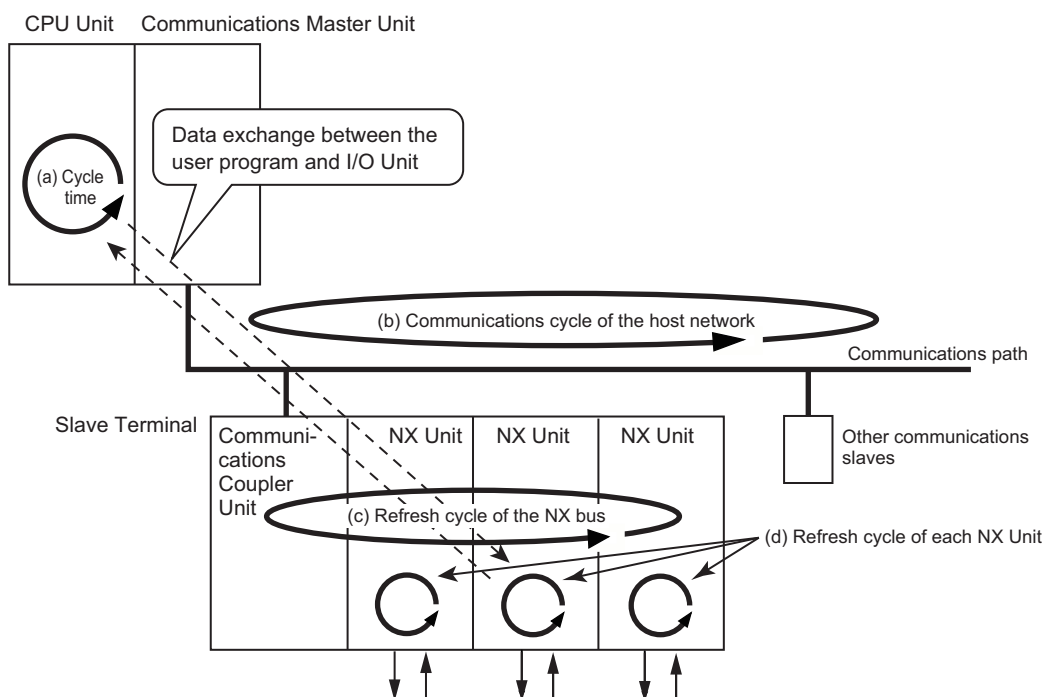 CPU Unit
Communications Master Unit
Data exchange between the
user program and I/O Unit
(a) Cycle
time
(b) Communications cycle of the host network
Communications path
Slave Terminal
Communi-
cations
Coupler
Unit
NX Unit
NX Unit
NX Unit
Other communications
slaves
(c) Refresh cycle of the NX bus
(d) Refresh cycle of each NX Unit